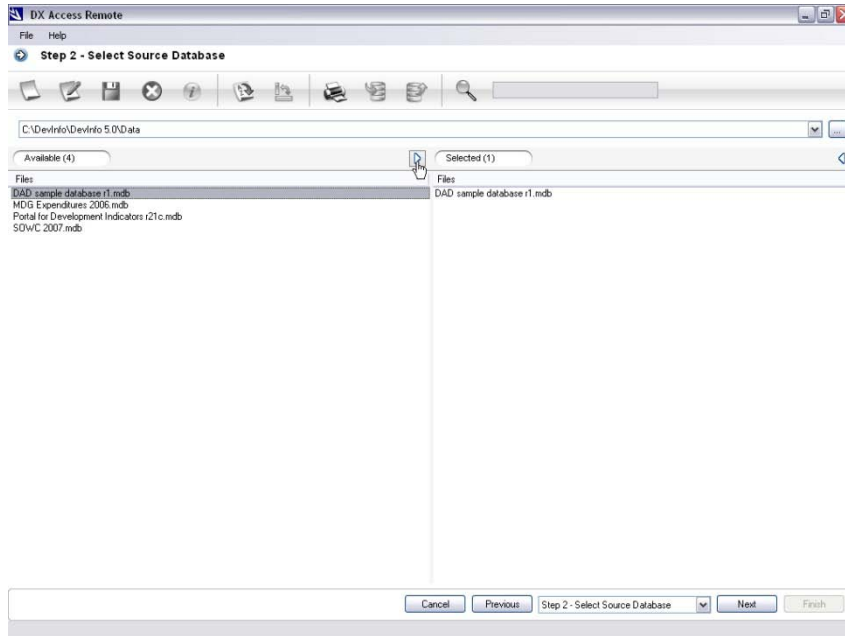 DX Access Remote
File Help
Step 2 - Select Source Database
C:\DevInfo\DevInfo 5.0\Data
Available (4)
Selected (1)
Files
Files
DAD sample database r1.mdb
DAD sample database r1.mdb
MDG Expenditures 2006.mdb
Portal for Development Indicators r21c.mdb
SOWC 2007.mdb
Cancel Previous Step 2 - Select Source Database Next Finish